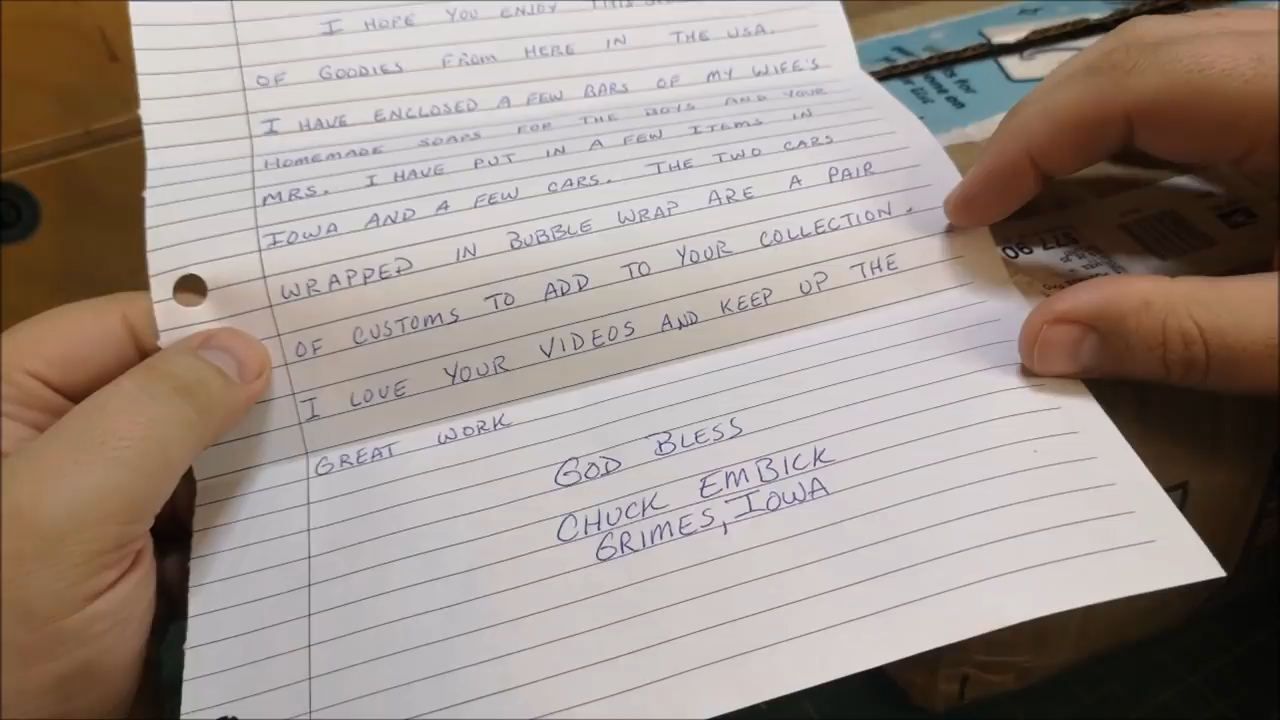 I HOPE YOU ENJOY THIS
OF GOODIES FROM HERE IN THE USA.
I HAVE ENCLOSED A FEW BARS OF MY WIFE'S
HOMEMADE SOAPS FOR THE BOYS AND YOUR
MRS. I HAVE PUT IN A FEW ITEMS IN
IOWA AND A FEW CARS. THE TWO CARS
WRAPPED IN BUBBLE WRAP ARE A PAIR
OF CUSTOMS TO ADD TO YOUR COLLECTION.
I LOVE YOUR VIDEOS AND KEEP UP THE
GREAT WORK
GOD BLESS
CHUCK EMBICK
GRIMES, IOWA